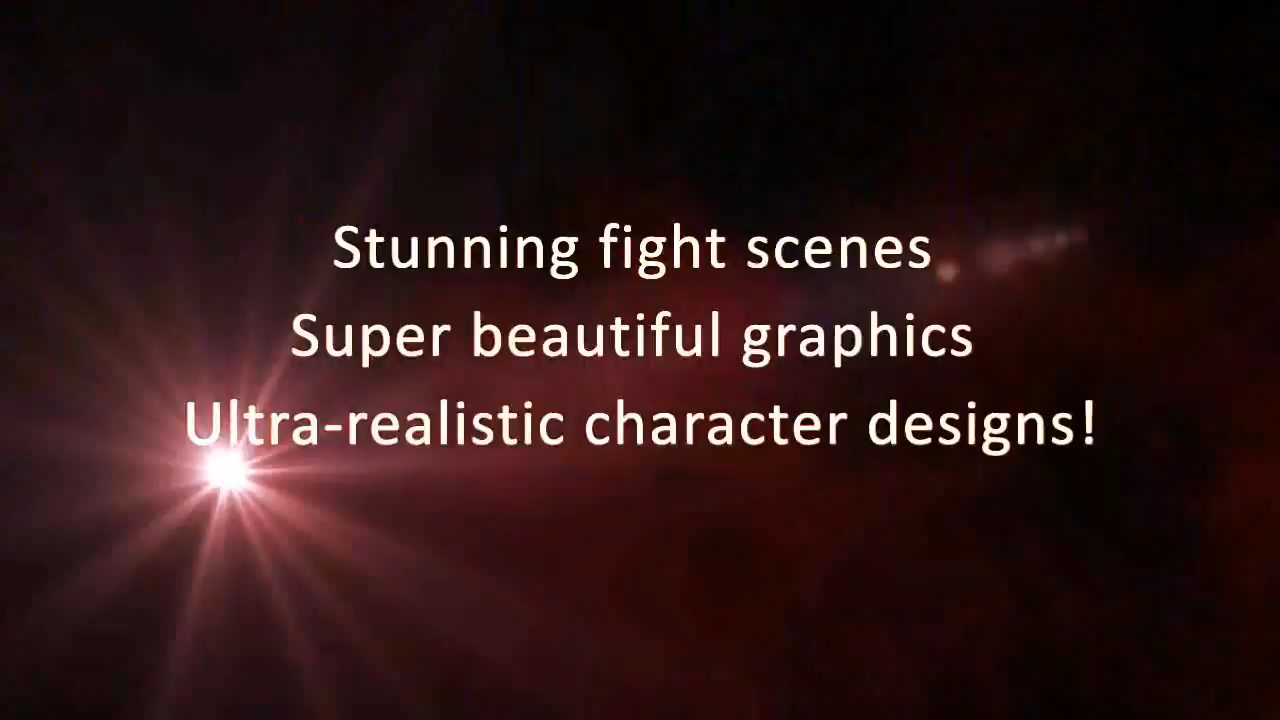 Stunning fight scenes
Super beautiful graphics
Ultra-realistic character designs!